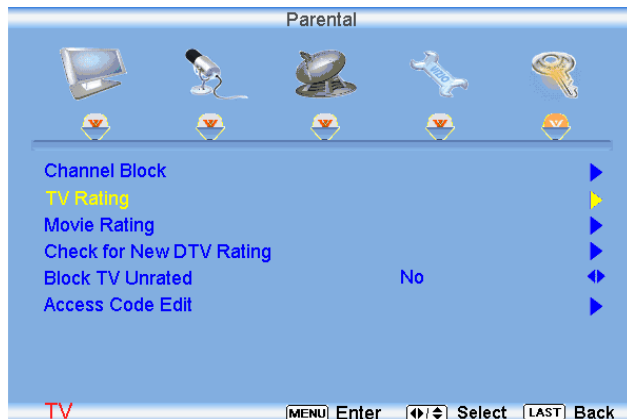 Parental
VIZIO
Channel Block
TV Rating
Movie Rating
Check for New DTV Rating
Block TV Unrated No
Access Code Edit
TV MENU Enter Select LAST Back